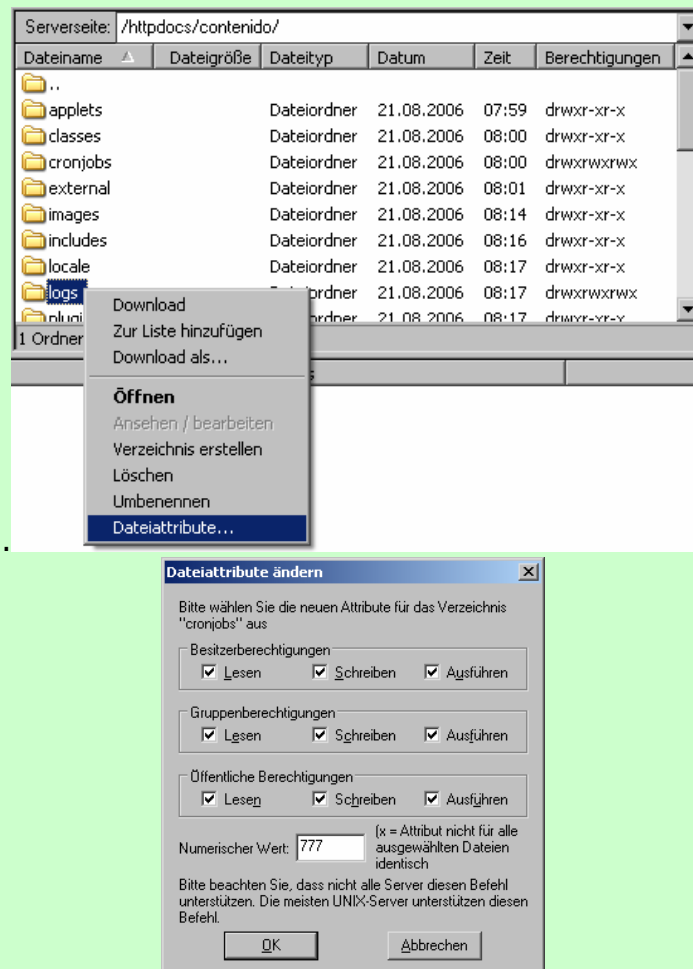 Serverseite: /httpdocs/contenido/
Dateiname Dateigröße Dateityp Datum Zeit Berechtigungen
..
applets Dateiordner 21.08.2006 07:59 drwxr-xr-x
classes Dateiordner 21.08.2006 08:00 drwxr-xr-x
cronjobs Dateiordner 21.08.2006 08:00 drwxrwxrwx
external Dateiordner 21.08.2006 08:01 drwxr-xr-x
images Dateiordner 21.08.2006 08:14 drwxr-xr-x
includes Dateiordner 21.08.2006 08:16 drwxr-xr-x
locale Dateiordner 21.08.2006 08:17 drwxr-xr-x
logs ordner 21.08.2006 08:17 drwxrwxrwx
plugi ordner 21.08.2006 08:17 drwxr-xr-x
1 Ordner
Download
Zur Liste hinzufügen
Download als...
Öffnen
Ansehen / bearbeiten
Verzeichnis erstellen
Löschen
Umbenennen
Dateiattribute...
.
Dateiattribute ändern
Bitte wählen Sie die neuen Attribute für das Verzeichnis
"cronjobs" aus
Besitzerberechtigungen
Lesen Schreiben Ausführen
Gruppenberechtigungen
Lesen Schreiben Ausführen
Öffentliche Berechtigungen
Lesen Schreiben Ausführen
Numerischer Wert: 777 (x = Attribut nicht für alle
ausgewählten Dateien
identisch
Bitte beachten Sie, dass nicht alle Server diesen Befehl
unterstützen. Die meisten UNIX-Server unterstützen diesen
Befehl.
OK Abbrechen